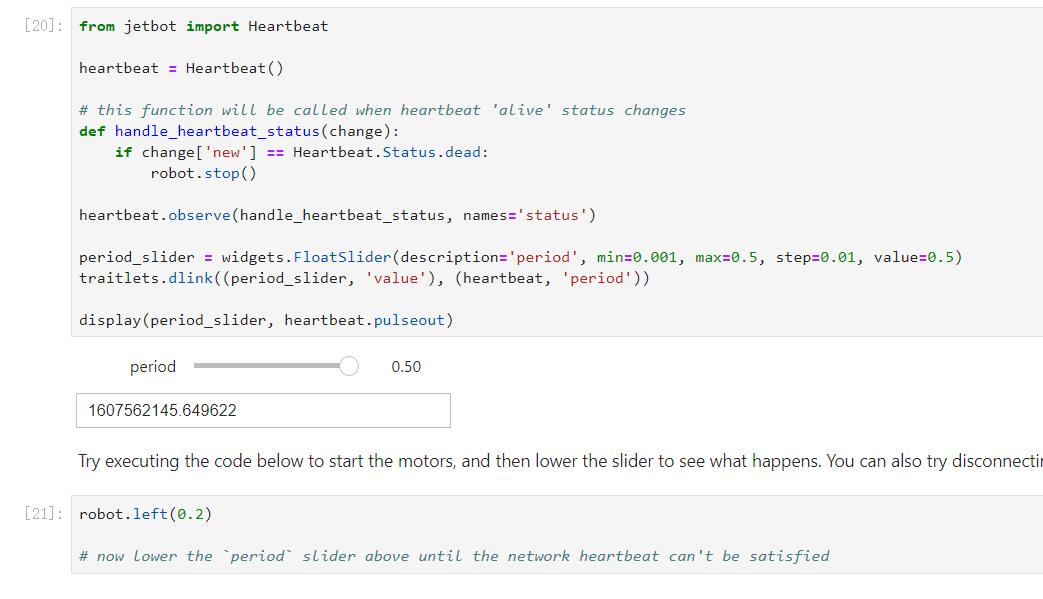 [20]: from jetbot import Heartbeat
heartbeat = Heartbeat()
# this function will be called when heartbeat 'alive' status changes
def handle_heartbeat_status(change):
if change['new'] == Heartbeat.Status.dead:
robot.stop()
heartbeat.observe(handle_heartbeat_status, names='status')
period_slider = widgets.FloatSlider(description='period', min=0.001, max=0.5, step=0.01, value=0.5)
traitlets.dlink((period_slider, 'value'), (heartbeat, 'period'))
display(period_slider, heartbeat.pulseout)
period 0.50
1607562145.649622
Try executing the code below to start the motors, and then lower the slider to see what happens. You can also try
[21]: robot.left(0.2)
# now lower the `period` slider above until the network heartbeat can't be satisfied